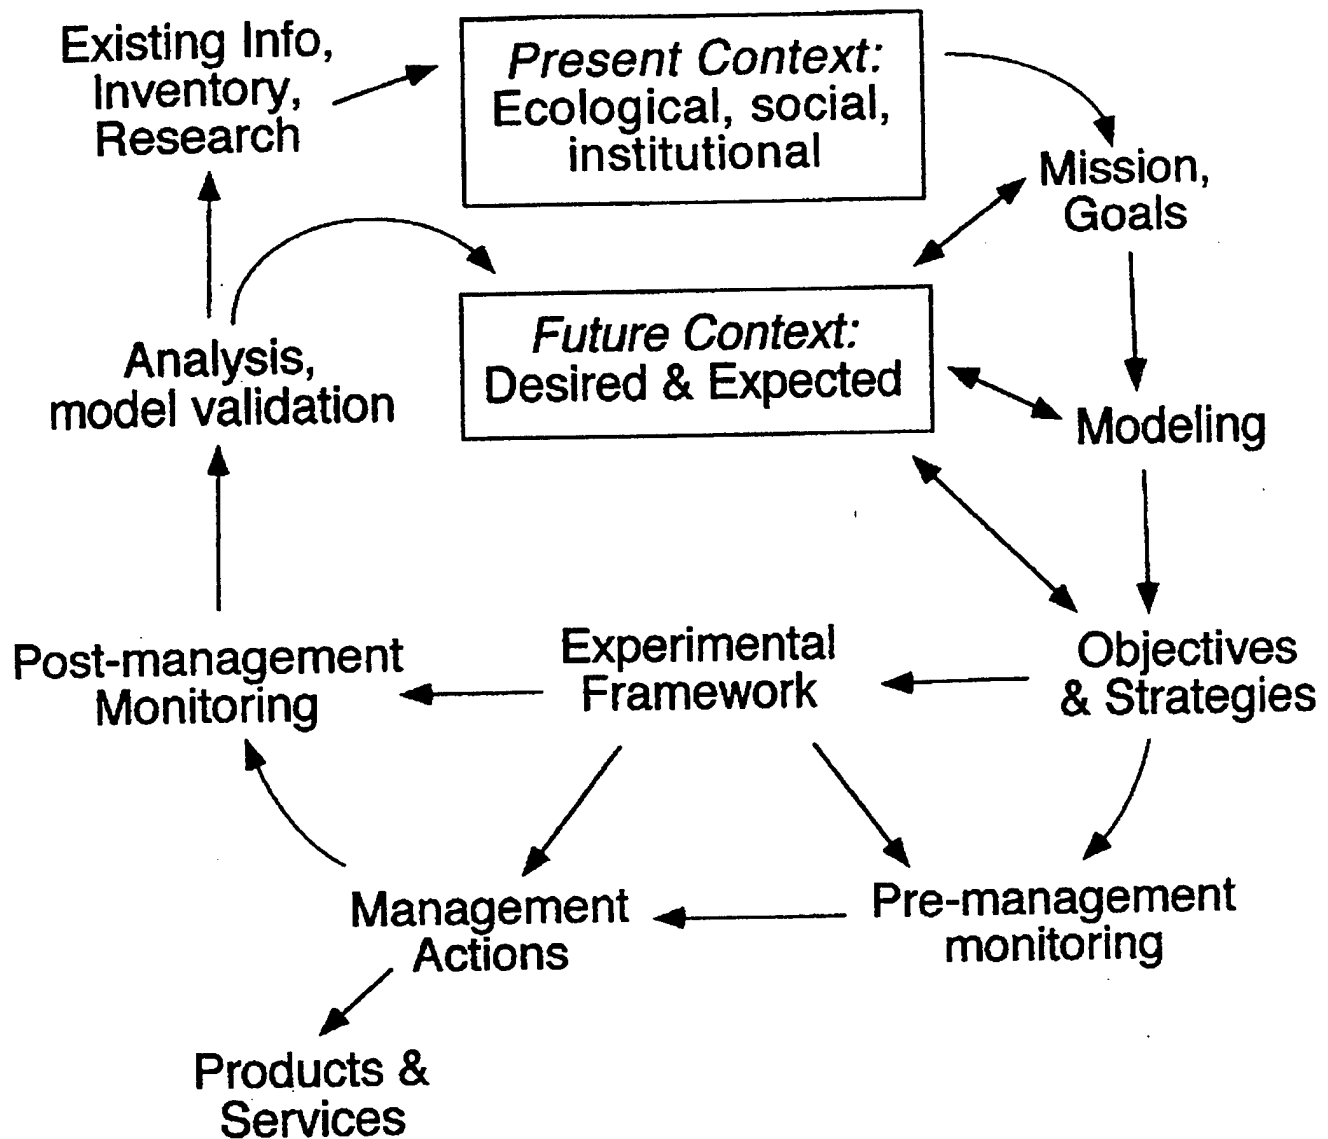 Existing Info,
Inventory,
Research
Present Context:
Ecological, social,
institutional
Mission,
Goals
Future Context:
Desired & Expected
Analysis,
model validation
Modeling
Post-management
Monitoring
Experimental
Framework
Objectives
& Strategies
Management
Actions
Pre-management
monitoring
Products &
Services